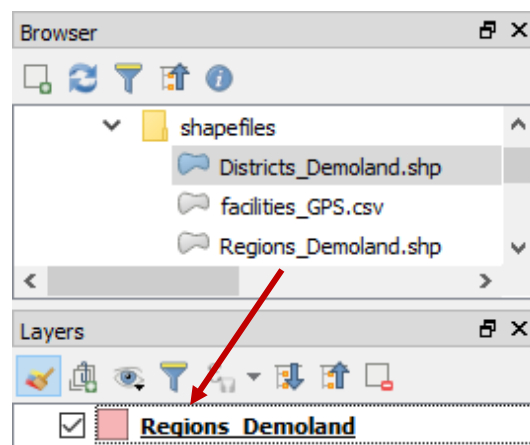 Browser
shapefiles
Districts_Demoland.shp
facilities_GPS.csv
Regions_Demoland.shp
Layers
Regions_Demoland